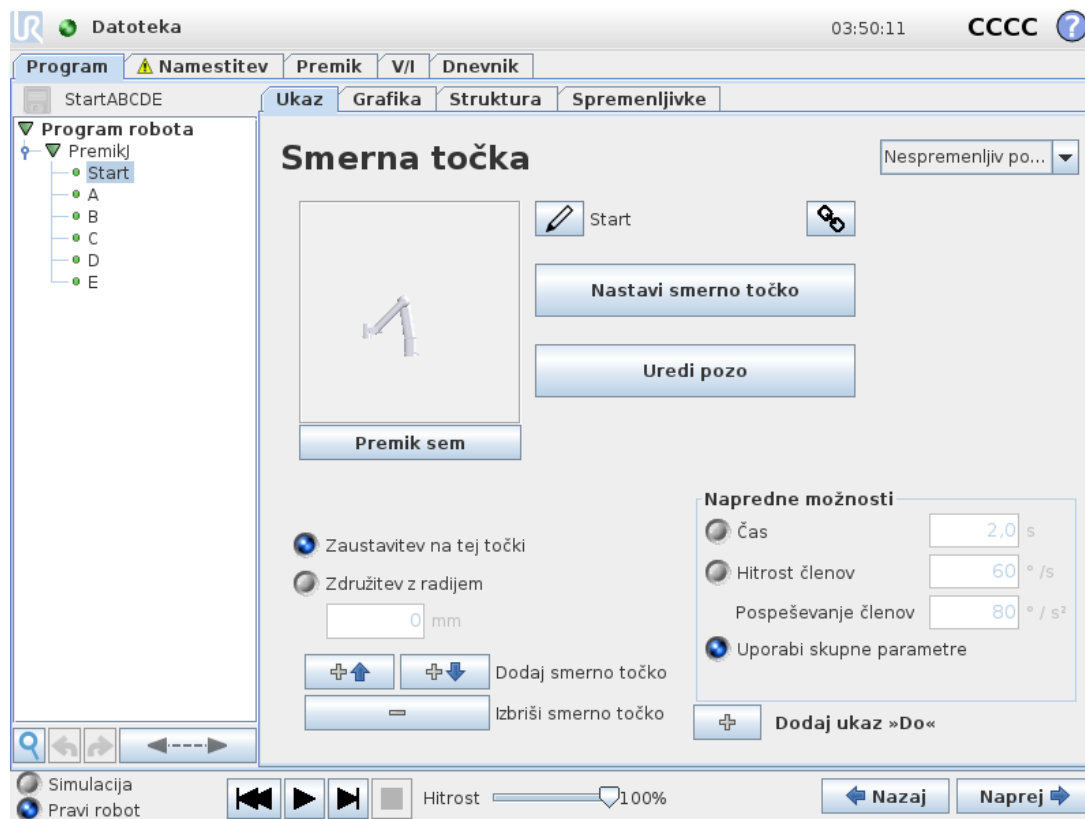 UR Datoteka 03:50:11 CCCC ?
Program Namestitev Premik V/I Dnevnik
StartABCDE Ukaz Grafika Struktura Spremenljivke
Program robota
PremikJ
Start
A
B
C
D
E
Smerna točka
Nespremenljiv po...
Start
Nastavi smerno točko
Uredi pozo
Premik sem
Zaustavitev na tej točki
Združitev z radijem
0 mm
Dodaj smerno točko
Izbriši smerno točko
Napredne možnosti
Čas 2,0 s
Hitrost členov 60 ° /s
Pospeševanje členov 80 ° / s²
Uporabi skupne parametre
Dodaj ukaz »Do«
Simulacija
Pravi robot
Hitrost 100%
Nazaj Naprej